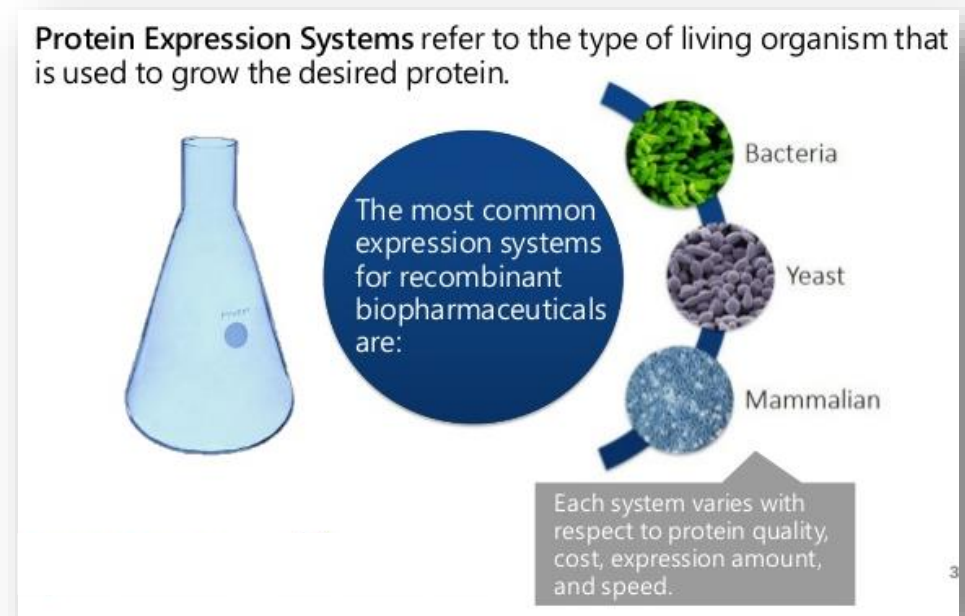 Protein Expression Systems refer to the type of living organism that
is used to grow the desired protein.
The most common
expression systems
for recombinant
biopharmaceuticals
are:
Bacteria
Yeast
Mammalian
Each system varies with
respect to protein quality,
cost, expression amount,
and speed.
3